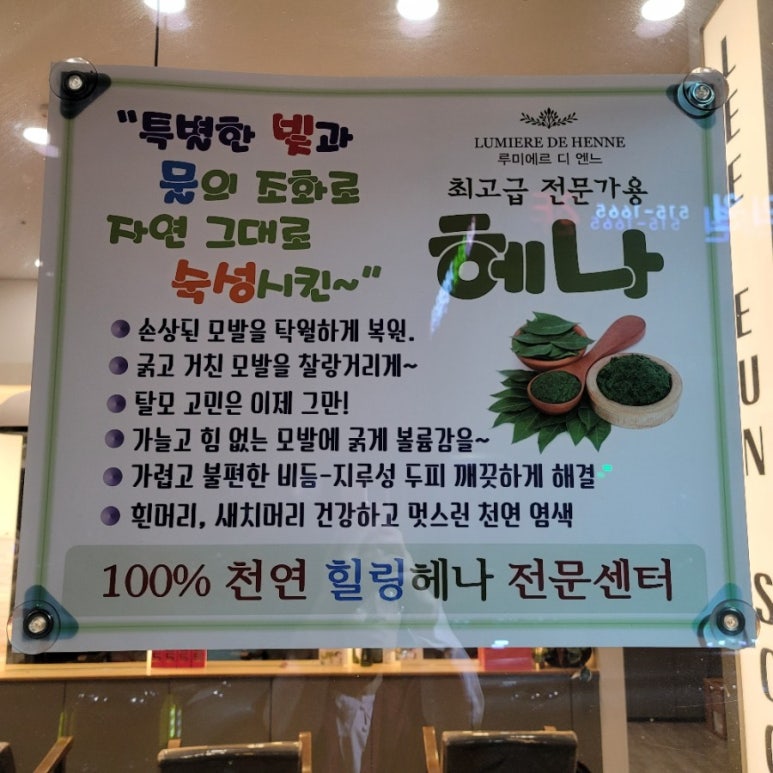 "특별한 빛과
물의 조화로
자연 그대로
숙성시킨~"
LUMIERE DE HENNE
루미에르 디 엔느
최고급 전문가용
헤나
손상된 모발을 탁월하게 복원.
굵고 거친 모발을 찰랑거리게~
탈모 고민은 이제 그만!
가늘고 힘 없는 모발에 굵게 볼륨감을~
가렵고 불편한 비듬-지루성 두피 깨끗하게 해결
흰머리, 새치머리 건강하고 멋스런 천연 염색
100% 천연 힐링헤나 전문센터
LEE
EUN
SOO